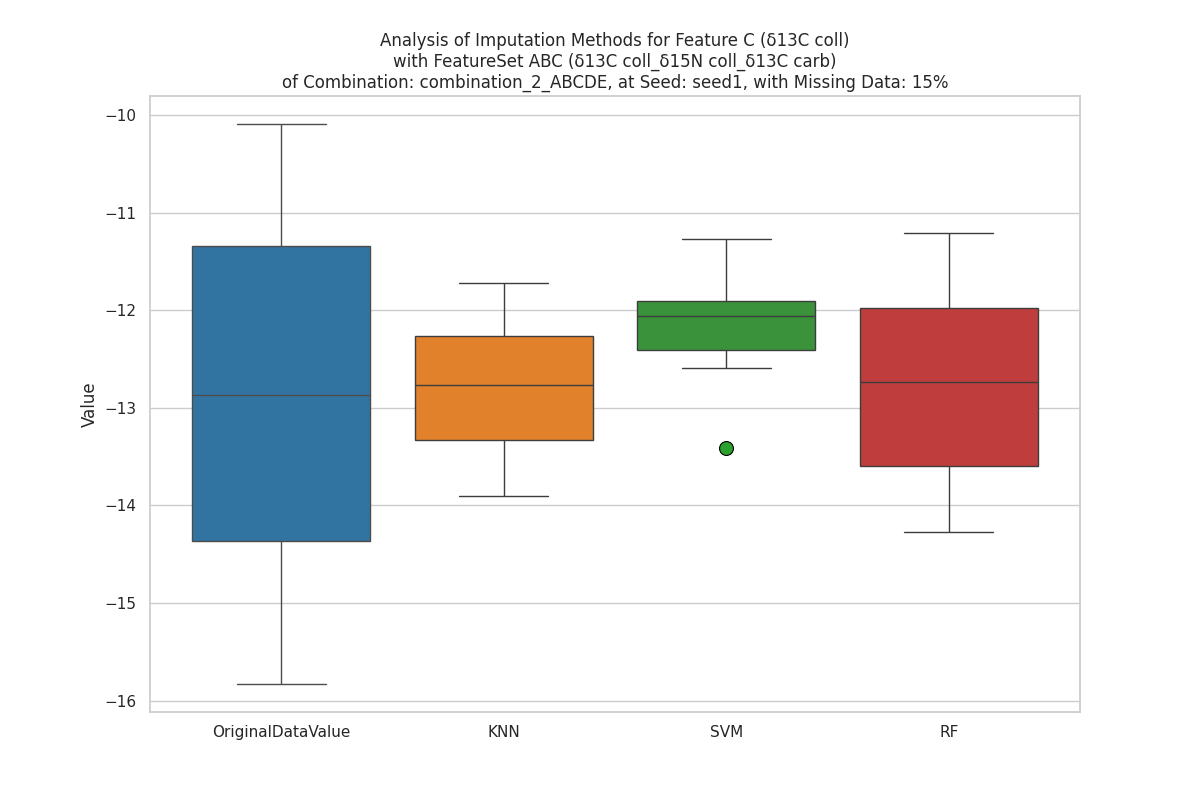 Analysis of Imputation Methods for Feature C (δ13C coll)
with FeatureSet ABC (δ13C coll_δ15N coll_δ13C carb)
of Combination: combination_2_ABCDE, at Seed: seed1, with Missing Data: 15%
−10
−11
−12
−13
−14
−15
−16
Value
OriginalDataValue
KNN
SVM
RF